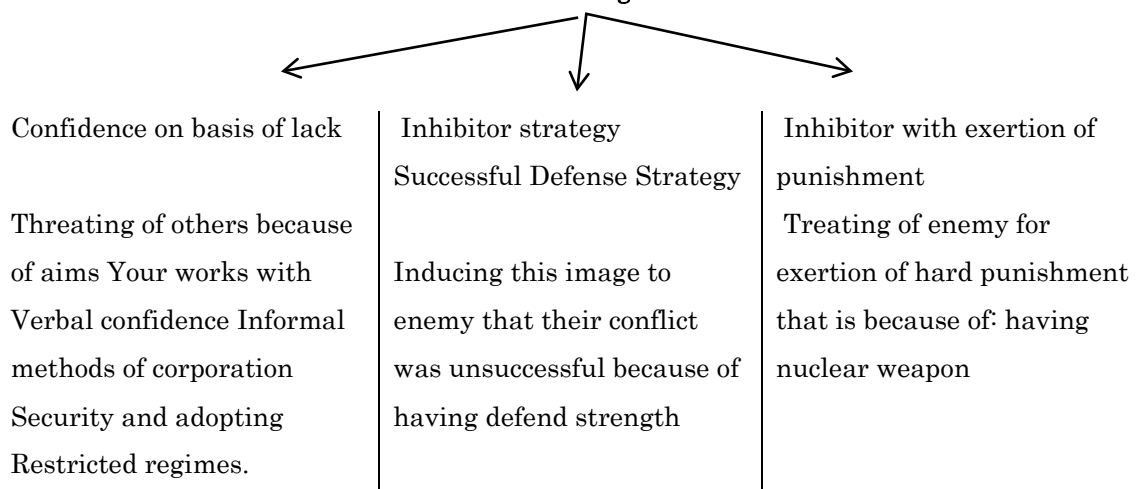 Confidence on basis of lack
Threating of others because
of aims Your works with
Verbal confidence Informal
methods of corporation
Security and adopting
Restricted regimes.
Inhibitor strategy
Successful Defense Strategy
Inducing this image to
enemy that their conflict
was unsuccessful because of
having defend strength
Inhibitor with exertion of
punishment
Treating of enemy for
exertion of hard punishment
that is because of: having
nuclear weapon